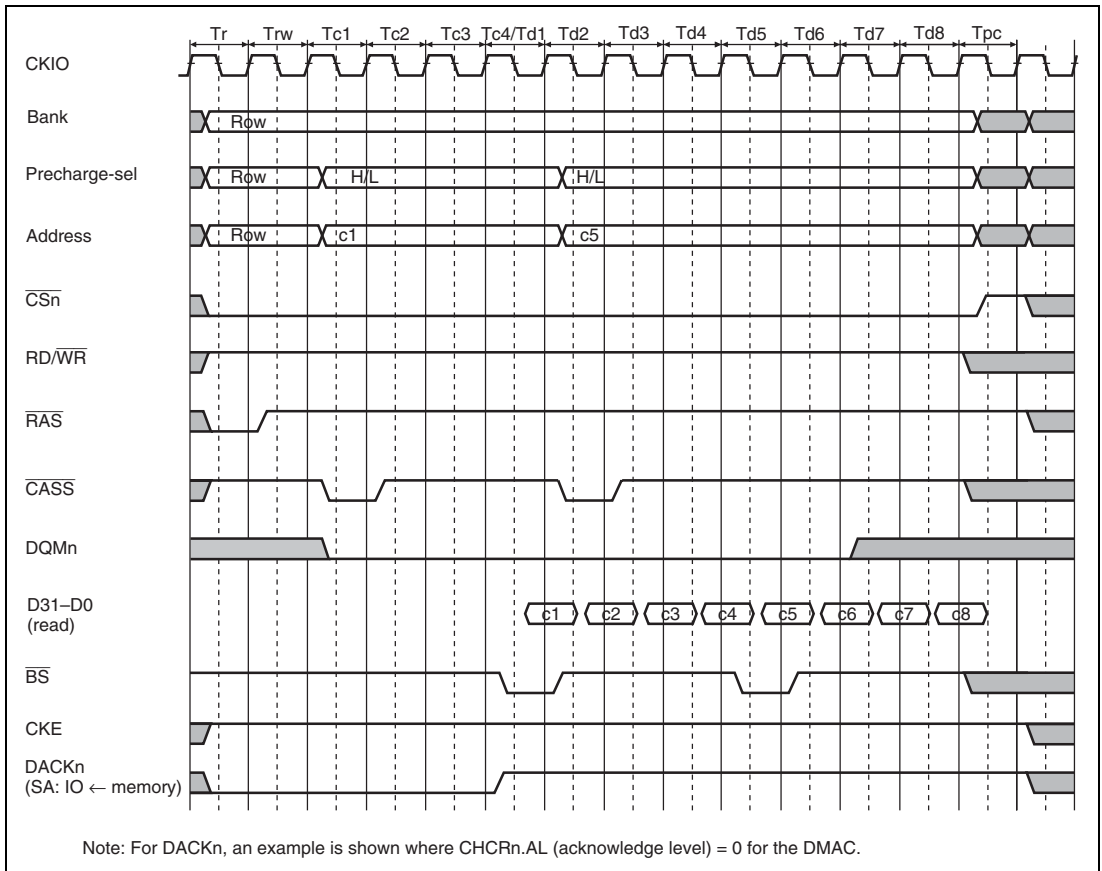 Tr Trw Tc1 Tc2 Tc3 Tc4/Td1 Td2 Td3 Td4 Td5 Td6 Td7 Td8 Tpc
CKIO
Bank Row
Precharge-sel Row H/L H/L
Address Row c1 c5
CSn
RD/WR
RAS
CASS
DQMn
D31–D0
(read) c1 c2 c3 c4 c5 c6 c7 c8
BS
CKE
DACKn
(SA: IO ← memory)
Note: For DACKn, an example is shown where CHCRn.AL (acknowledge level) = 0 for the DMAC.